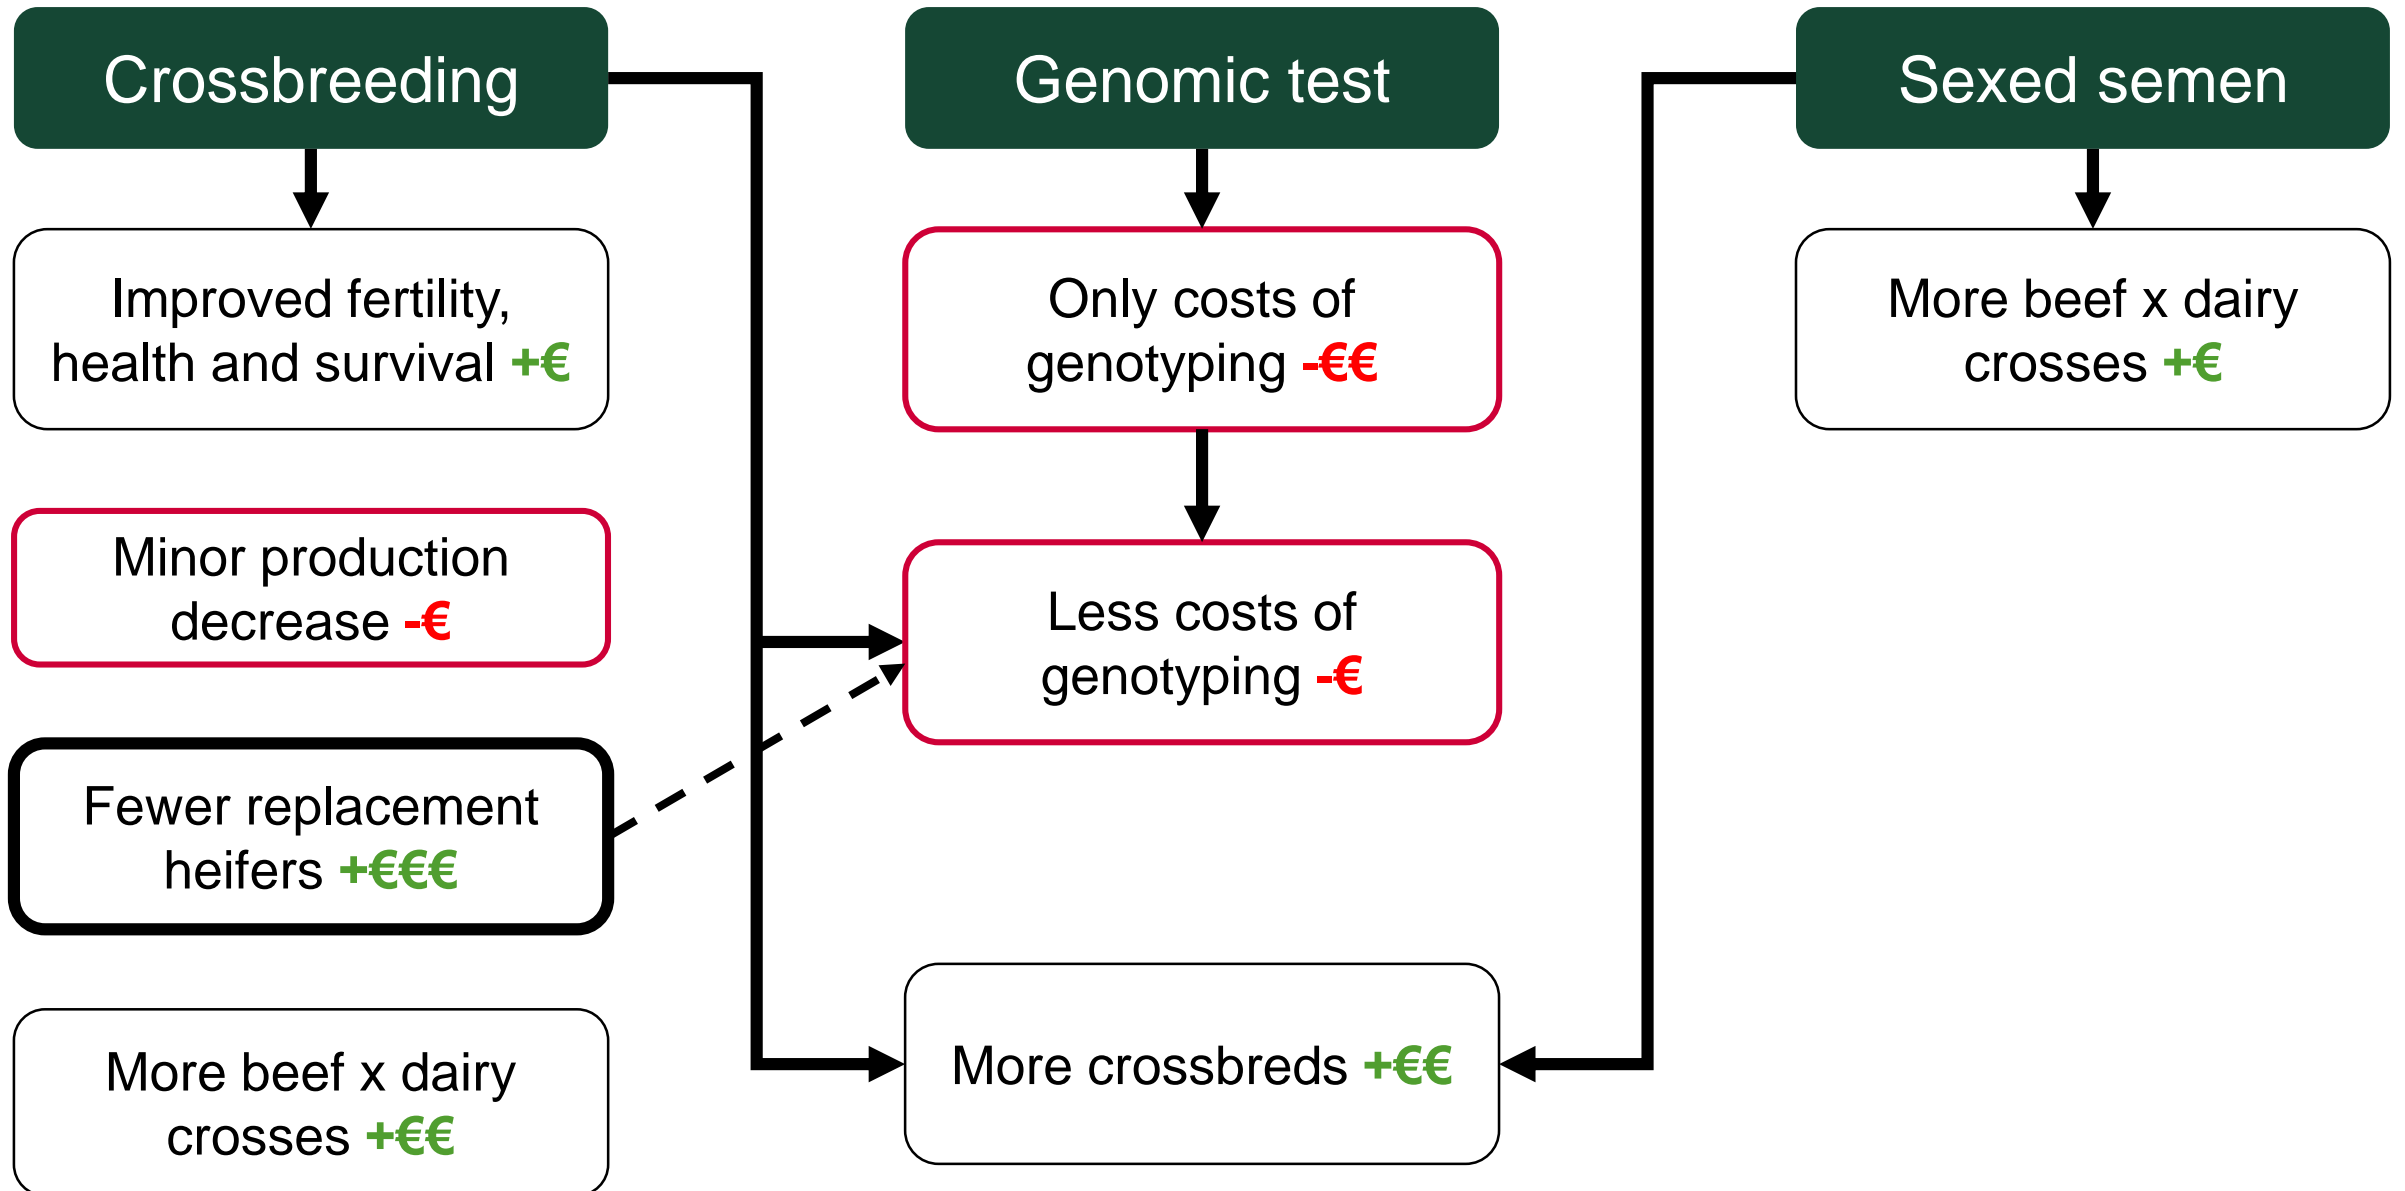 Crossbreeding
Genomic test
Sexed semen
Improved fertility,
health and survival +€
Only costs of
genotyping -€€
More beef x dairy
crosses +€
Minor production
decrease -€
Less costs of
genotyping -€
Fewer replacement
heifers +€€€
More beef x dairy
crosses +€€
More crossbreds +€€